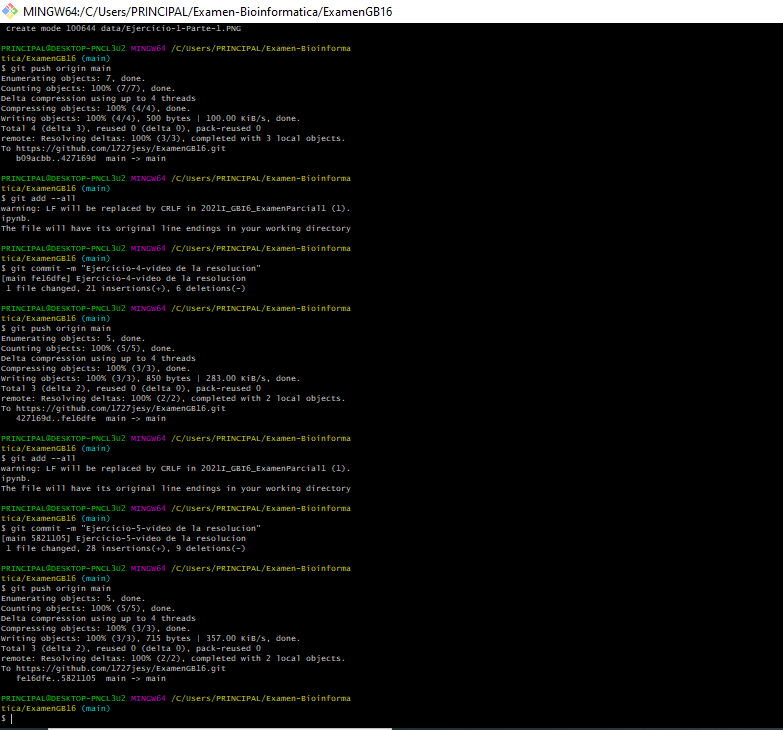 MINGW64:/C/Users/PRINCIPAL/Examen-Bioinformatica/ExamenGB16
create mode 100644 data/Ejercicio-1-Parte-1.PNG
PRINCIPAL@DESKTOP-PNCL3U2 MINGW64 /C/Users/PRINCIPAL/Examen-Bioinforma
tica/ExamenGB16 (main)
$ git push origin main
Enumerating objects: 7, done.
Counting objects: 100% (7/7), done.
Delta compression using up to 4 threads
Compressing objects: 100% (4/4), done.
Writing objects: 100% (4/4), 500 bytes | 100.00 KiB/s, done.
Total 4 (delta 3), reused 0 (delta 0), pack-reused 0
remote: Resolving deltas: 100% (3/3), completed with 3 local objects.
To https://github.com/1727jesy/ExamenGB16.git
b09acbb..427169d  main -> main
PRINCIPAL@DESKTOP-PNCL3U2 MINGW64 /C/Users/PRINCIPAL/Examen-Bioinforma
tica/ExamenGB16 (main)
$ git add --all
warning: LF will be replaced by CRLF in 2021I_GBI6_ExamenParcial1 (1).
ipynb.
The file will have its original line endings in your working directory
PRINCIPAL@DESKTOP-PNCL3U2 MINGW64 /C/Users/PRINCIPAL/Examen-Bioinforma
tica/ExamenGB16 (main)
$ git commit -m "Ejercicio-4-video de la resolucion"
[main fe16dfe] Ejercicio-4-video de la resolucion
1 file changed, 21 insertions(+), 6 deletions(-)
PRINCIPAL@DESKTOP-PNCL3U2 MINGW64 /C/Users/PRINCIPAL/Examen-Bioinforma
tica/ExamenGB16 (main)
$ git push origin main
Enumerating objects: 5, done.
Counting objects: 100% (5/5), done.
Delta compression using up to 4 threads
Compressing objects: 100% (3/3), done.
Writing objects: 100% (3/3), 850 bytes | 283.00 KiB/s, done.
Total 3 (delta 2), reused 0 (delta 0), pack-reused 0
remote: Resolving deltas: 100% (2/2), completed with 2 local objects.
To https://github.com/1727jesy/ExamenGB16.git
427169d..fe16dfe  main -> main
PRINCIPAL@DESKTOP-PNCL3U2 MINGW64 /C/Users/PRINCIPAL/Examen-Bioinforma
tica/ExamenGB16 (main)
$ git add --all
warning: LF will be replaced by CRLF in 2021I_GBI6_ExamenParcial1 (1).
ipynb.
The file will have its original line endings in your working directory
PRINCIPAL@DESKTOP-PNCL3U2 MINGW64 /C/Users/PRINCIPAL/Examen-Bioinforma
tica/ExamenGB16 (main)
$ git commit -m "Ejercicio-5-video de la resolucion"
[main 5821105] Ejercicio-5-video de la resolucion
1 file changed, 28 insertions(+), 9 deletions(-)
PRINCIPAL@DESKTOP-PNCL3U2 MINGW64 /C/Users/PRINCIPAL/Examen-Bioinforma
tica/ExamenGB16 (main)
$ git push origin main
Enumerating objects: 5, done.
Counting objects: 100% (5/5), done.
Delta compression using up to 4 threads
Compressing objects: 100% (3/3), done.
Writing objects: 100% (3/3), 715 bytes | 357.00 KiB/s, done.
Total 3 (delta 2), reused 0 (delta 0), pack-reused 0
remote: Resolving deltas: 100% (2/2), completed with 2 local objects.
To https://github.com/1727jesy/ExamenGB16.git
fe16dfe..5821105  main -> main
PRINCIPAL@DESKTOP-PNCL3U2 MINGW64 /C/Users/PRINCIPAL/Examen-Bioinforma
tica/ExamenGB16 (main)
$